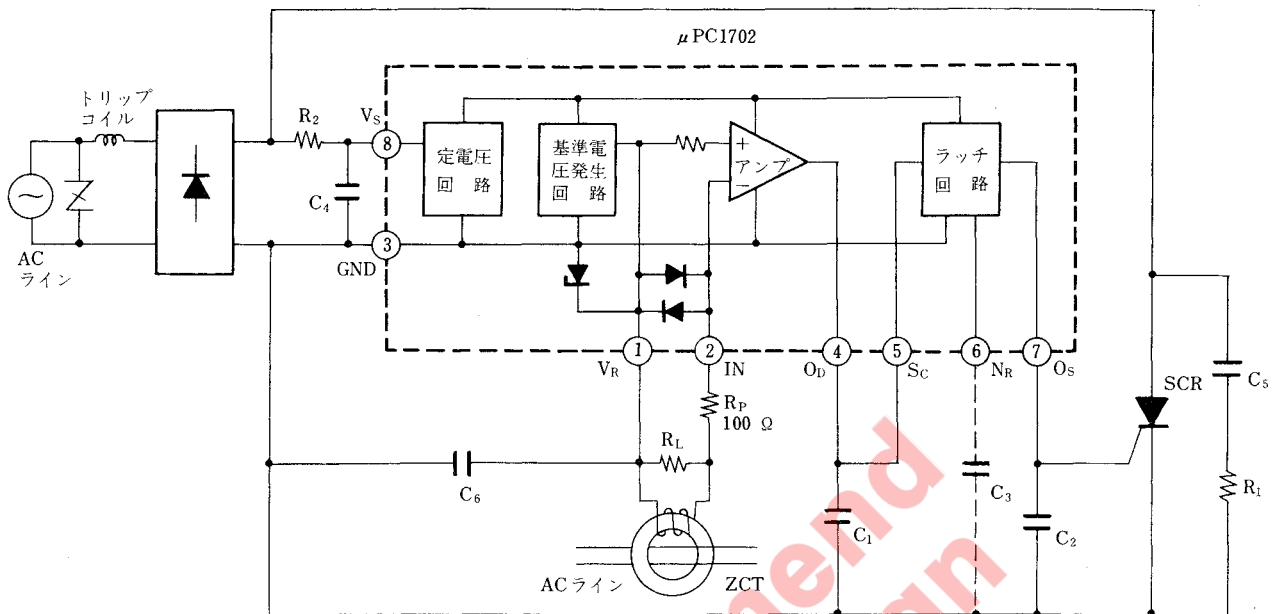 μPC1702
トリップ
コイル
R2
VS
8
C4
3
GND
AC
ライン
定電圧
回路
基準電
圧発生
回路
+
アンプ
−
ラッチ
回路
1
VR
2
IN
4
OD
5
SC
6
NR
7
OS
RP
100 Ω
RL
C6
ACライン
ZCT
C1
C3
C2
SCR
C5
R1
mend
an